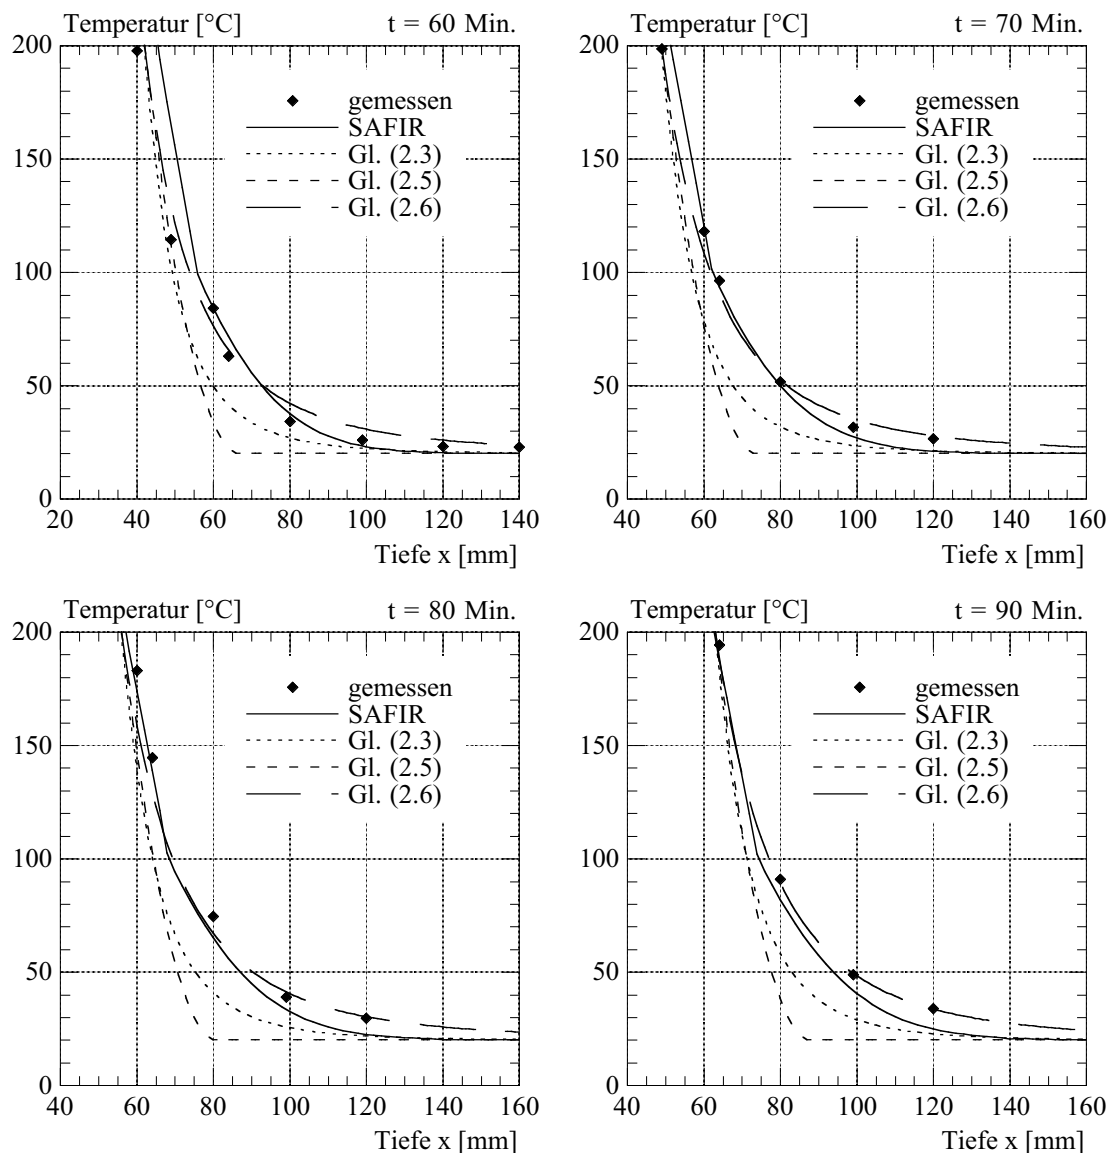 Temperatur [°C] t = 60 Min.
200
150
100
50
0
gemessen
SAFIR
Gl. (2.3)
Gl. (2.5)
Gl. (2.6)
20 40 60 80 100 120 140
Tiefe x [mm]
Temperatur [°C] t = 70 Min.
200
150
100
50
0
gemessen
SAFIR
Gl. (2.3)
Gl. (2.5)
Gl. (2.6)
40 60 80 100 120 140 160
Tiefe x [mm]
Temperatur [°C] t = 80 Min.
200
150
100
50
0
gemessen
SAFIR
Gl. (2.3)
Gl. (2.5)
Gl. (2.6)
40 60 80 100 120 140 160
Tiefe x [mm]
Temperatur [°C] t = 90 Min.
200
150
100
50
0
gemessen
SAFIR
Gl. (2.3)
Gl. (2.5)
Gl. (2.6)
40 60 80 100 120 140 160
Tiefe x [mm]